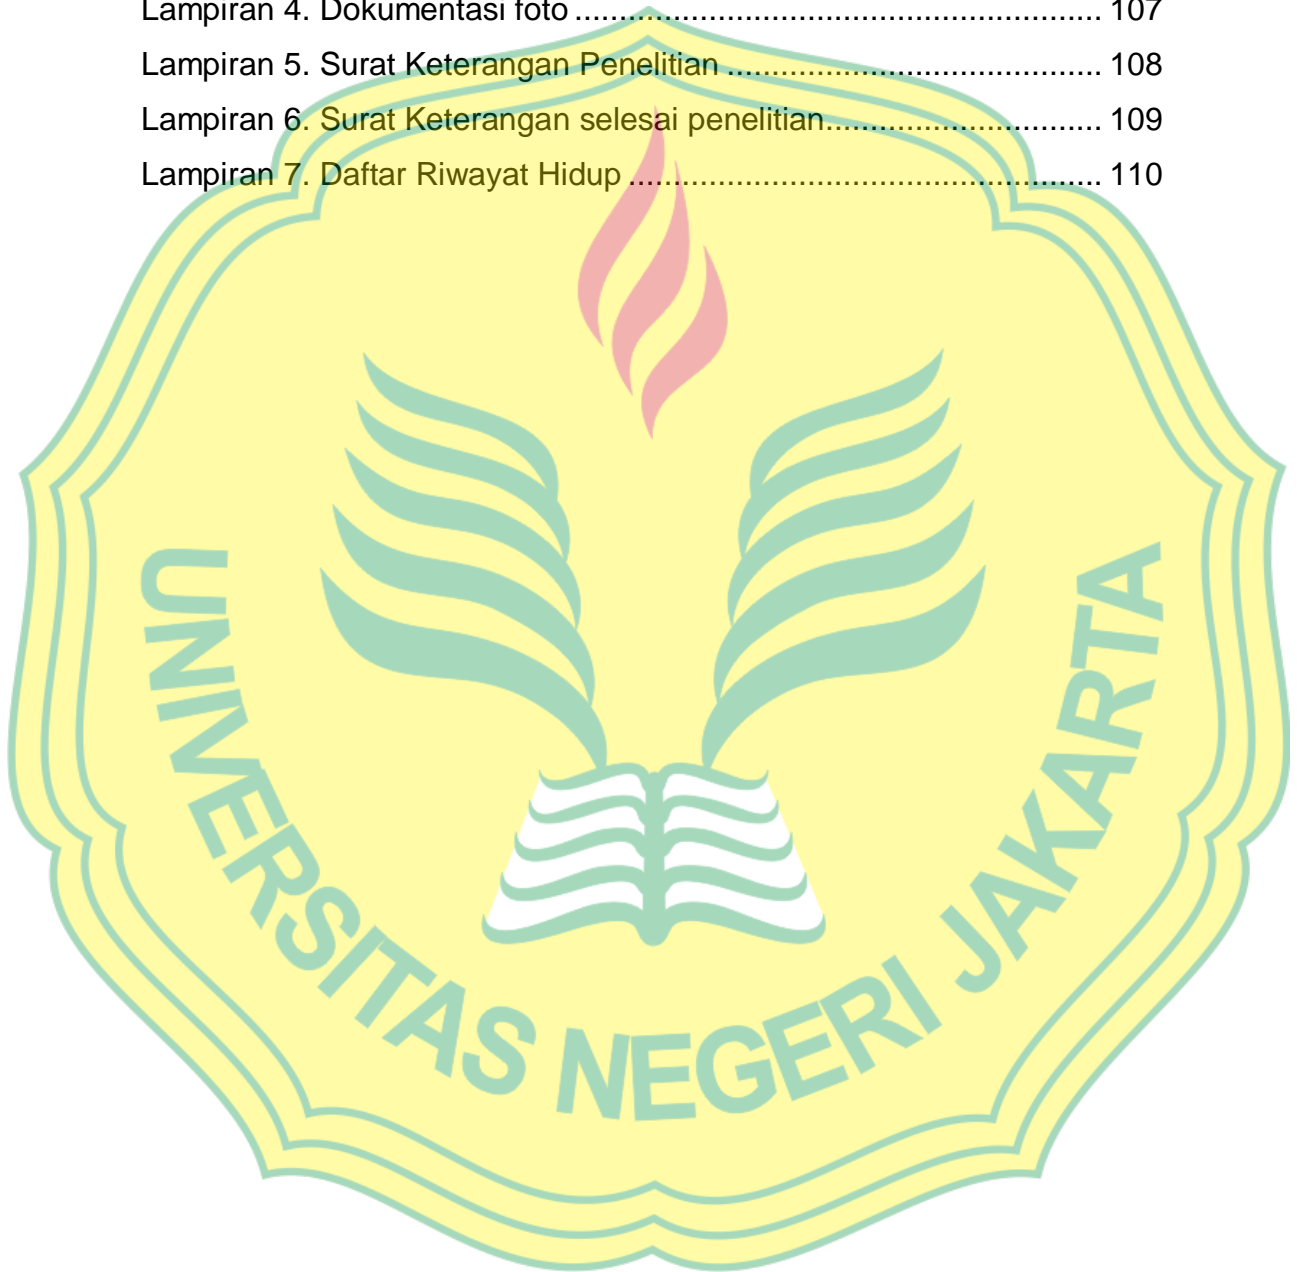 Lampiran 4. Dokumentasi foto ................................................................ 107
Lampiran 5. Surat Keterangan Penelitian .............................................. 108
Lampiran 6. Surat Keterangan selesai penelitian.................................. 109
Lampiran 7. Daftar Riwayat Hidup .......................................................... 110
UNIVERSITAS NEGERI JAKARTA